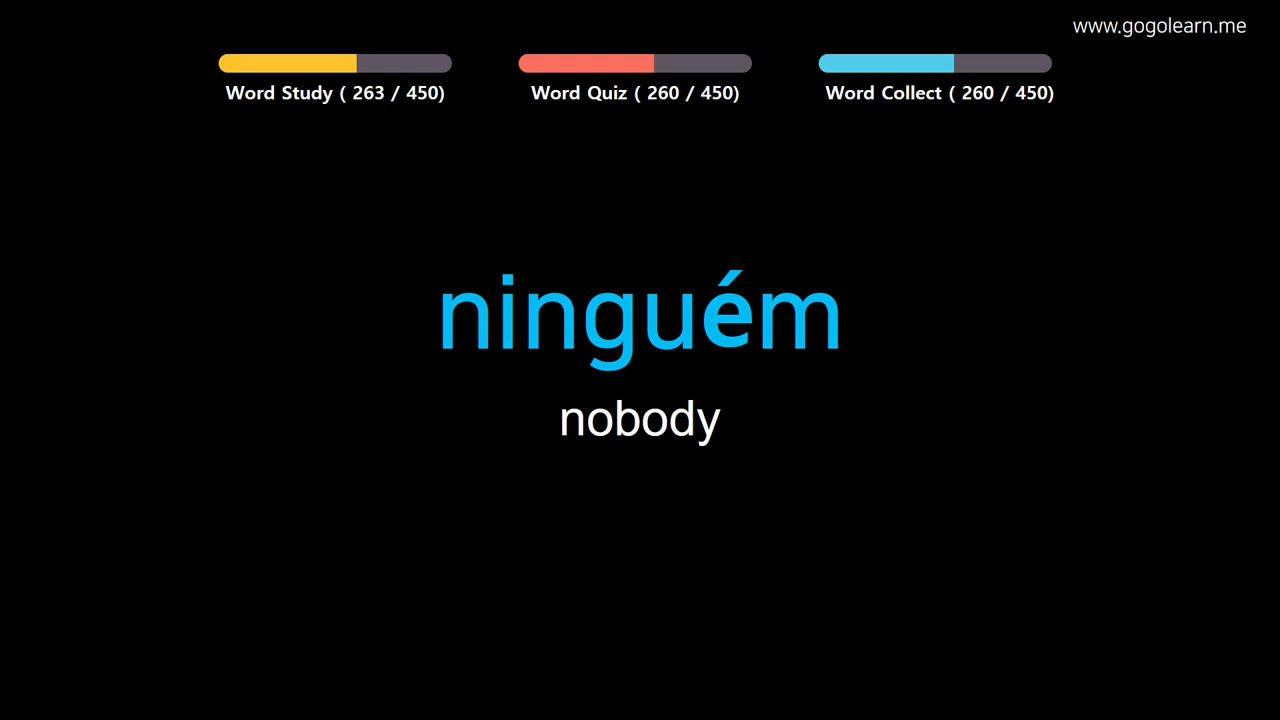 www.gogolearn.me
Word Study ( 263 / 450)
Word Quiz ( 260 / 450)
Word Collect ( 260 / 450)
ninguém
nobody